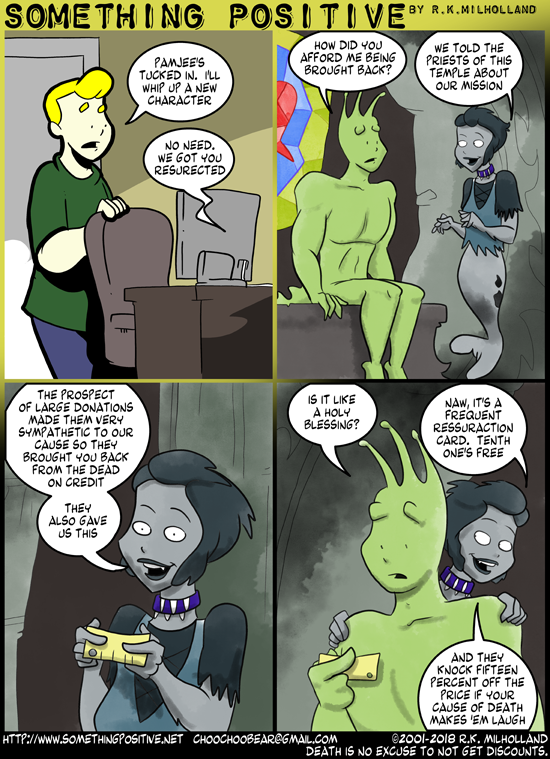 SOMETHING POSITIVE BY R.K.MILHOLLAND
PAMJEE'S
TUCKED IN. I'LL
WHIP UP A NEW
CHARACTER
NO NEED.
WE GOT YOU
RESURECTED
HOW DID YOU
AFFORD ME BEING
BROUGHT BACK?
WE TOLD THE
PRIESTS OF THIS
TEMPLE ABOUT
OUR MISSION
THE PROSPECT
OF LARGE DONATIONS
MADE THEM VERY
SYMPATHETIC TO OUR
CAUSE SO THEY
BROUGHT YOU BACK
FROM THE DEAD
ON CREDIT
THEY
ALSO GAVE
US THIS
IS IT LIKE
A HOLY
BLESSING?
NAW, IT'S A
FREQUENT
RESSURACTION
CARD. TENTH
ONE'S FREE
AND THEY
KNOCK FIFTEEN
PERCENT OFF THE
PRICE IF YOUR
CAUSE OF DEATH
MAKES 'EM LAUGH
HTTP://WWW.SOMETHINGPOSITIVE.NET CHOOCHOOBEAR@GMAIL.COM ©2001-2018 R.K. MILHOLLAND
DEATH IS NO EXCUSE TO NOT GET DISCOUNTS.